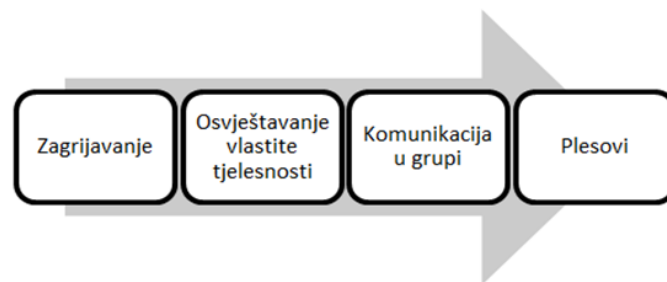 Zagrijavanje
Osvještavanje
vlastite
tjelesnosti
Komunikacija
u grupi
Plesovi